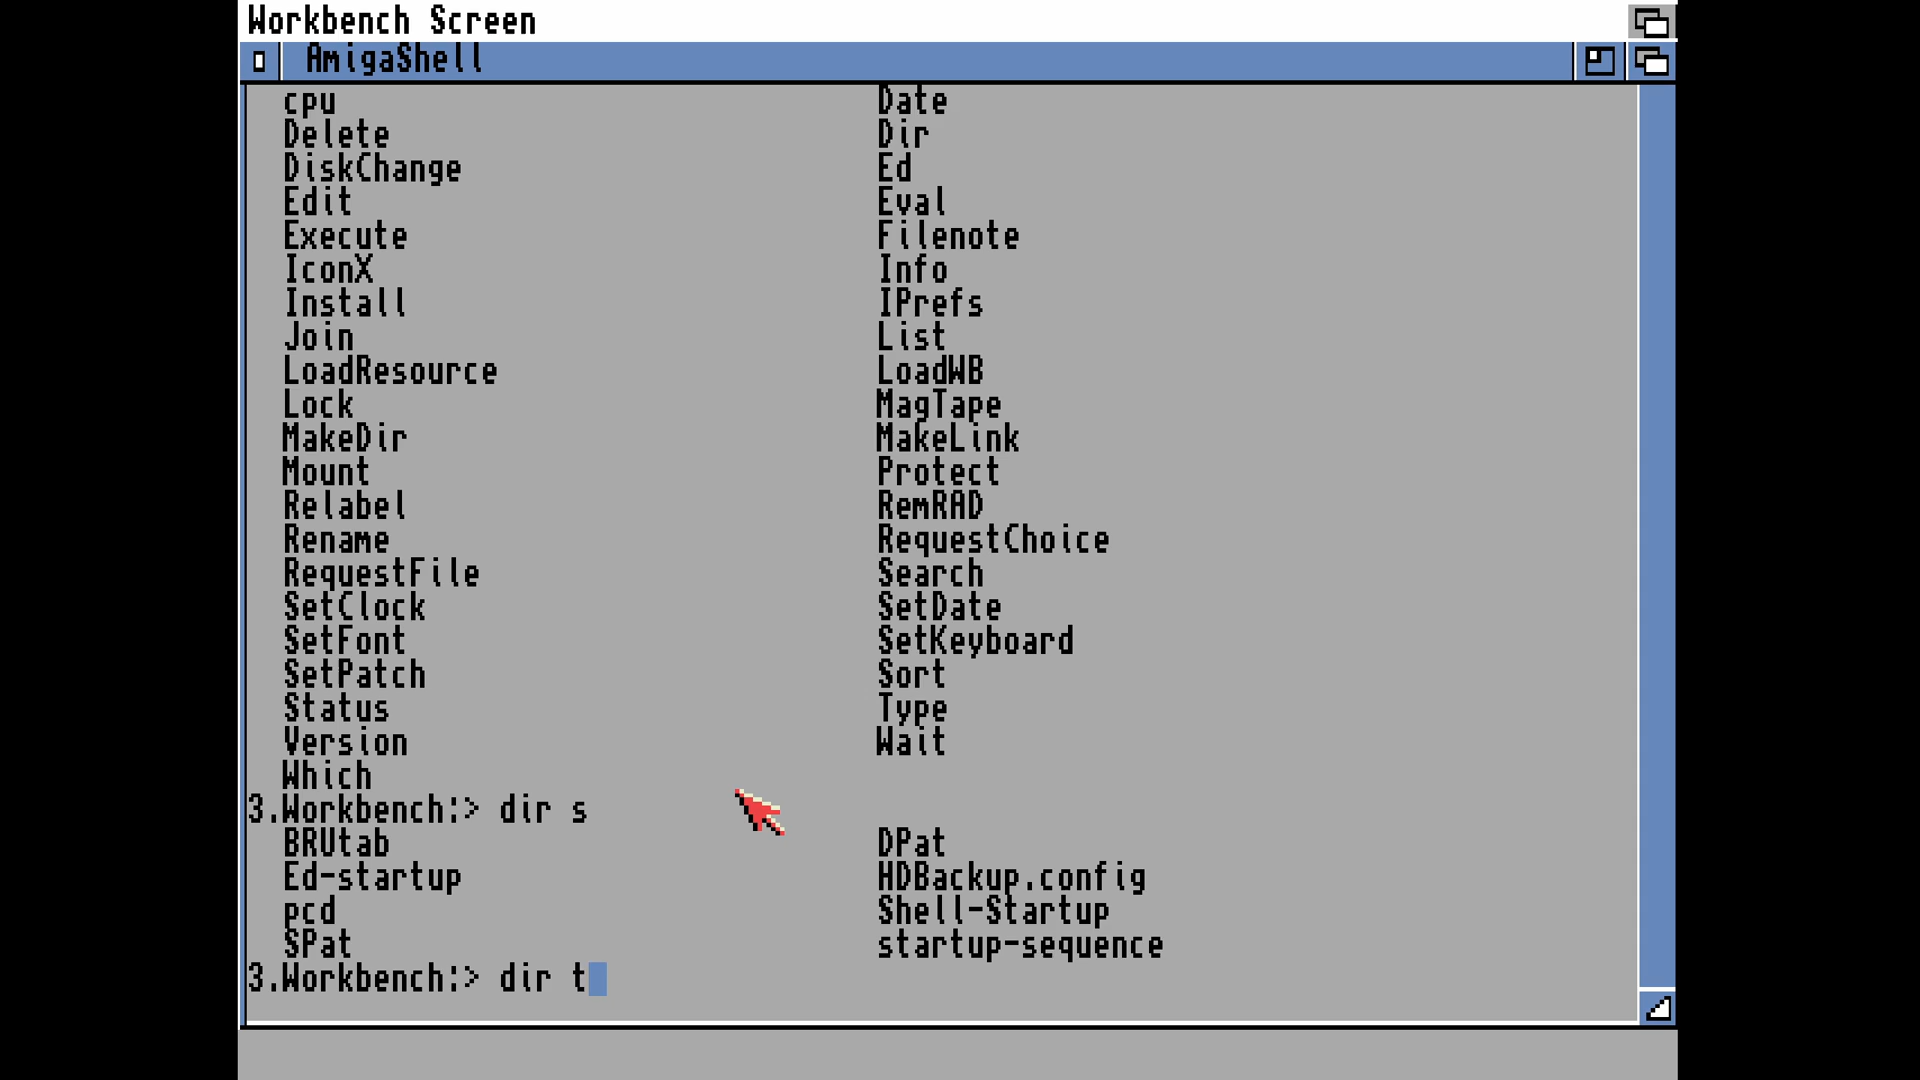 Workbench Screen
AmigaShell
cpu Date
Delete Dir
DiskChange Ed
Edit Eval
Execute Filenote
IconX Info
Install IPrefs
Join List
LoadResource LoadWB
Lock MagTape
MakeDir MakeLink
Mount Protect
Relabel RemRAD
Rename RequestChoice
RequestFile Search
SetClock SetDate
SetFont SetKeyboard
SetPatch Sort
Status Type
Version Wait
Which
3.Workbench:> dir s
BRUtab DPat
Ed-startup HDBackup.config
pcd Shell-Startup
SPat startup-sequence
3.Workbench:> dir t